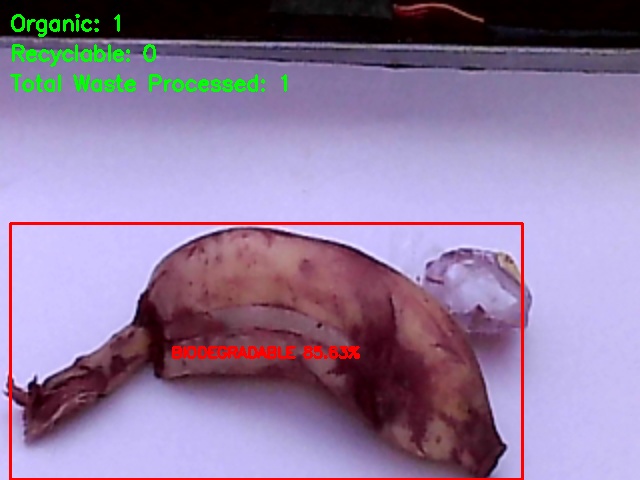 Organic: 1
Recyclable: 0
Total Waste Processed: 1
BIODEGRADABLE 85.63%